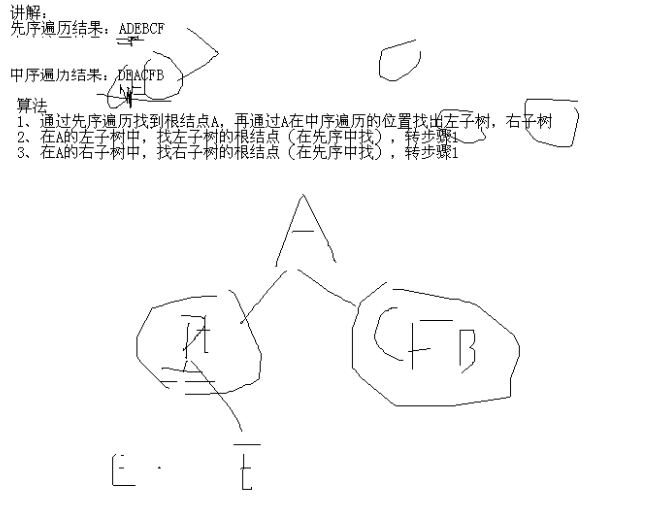 讲解：
先序遍历结果：ADEBCF
中序遍历结果：DEACFB
算法
1、通过先序遍历找到根结点A，再通过A在中序遍历的位置找出左子树，右子树
2、在A的左子树中，找左子树的根结点（在先序中找），转步骤1
3、在A的右子树中，找右子树的根结点（在先序中找），转步骤1
A
CFB
E